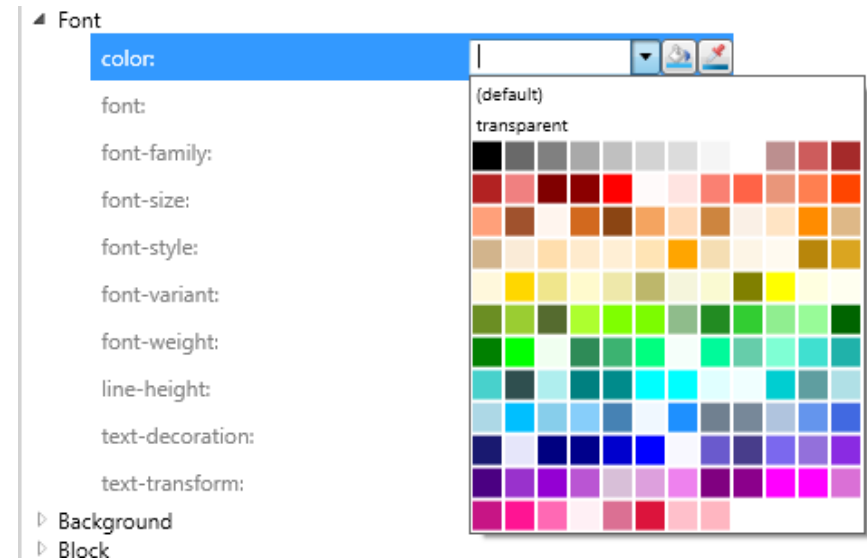 Font
color:
(default)
font:
transparent
font-family:
font-size:
font-style:
font-variant:
font-weight:
line-height:
text-decoration:
text-transform:
Background
Block